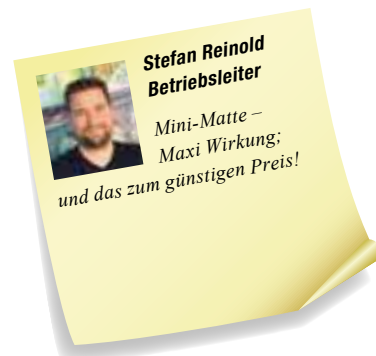 Stefan Reinold
Betriebsleiter
Mini-Matte –
Maxi Wirkung;
und das zum günstigen Preis!